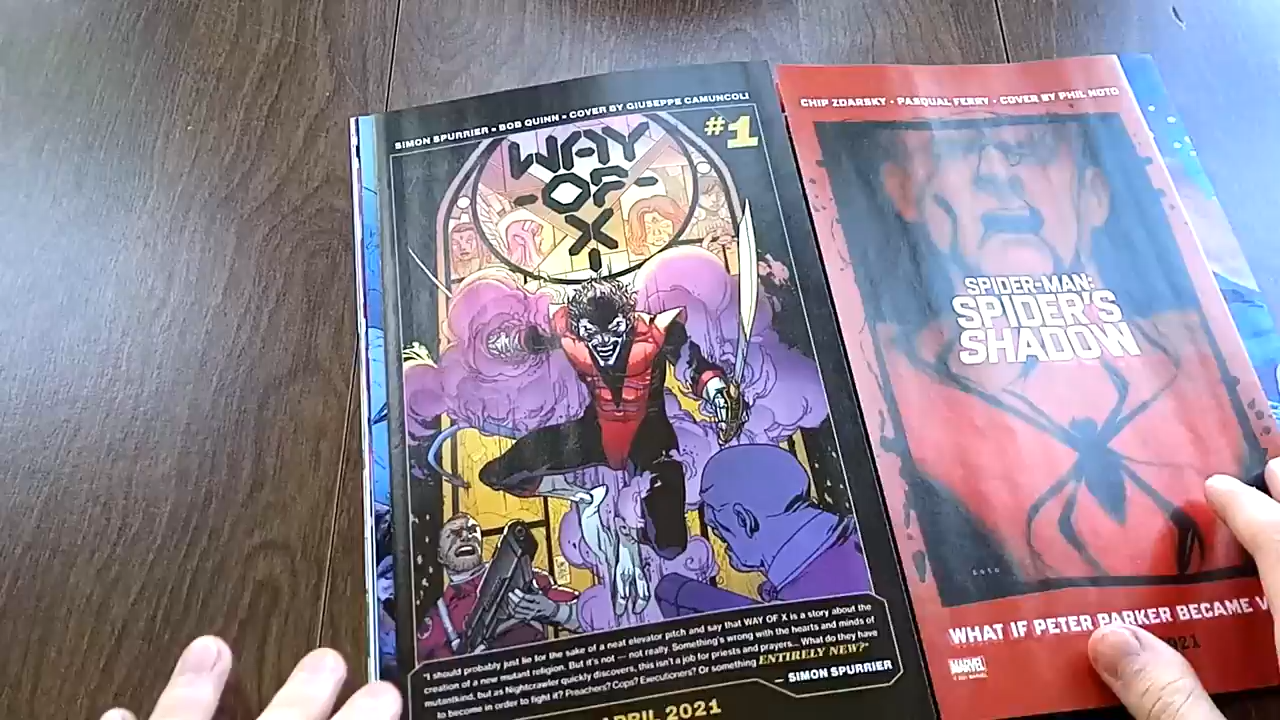 SIMON SPURRIER • BOB QUINN • COVER BY GIUSEPPE CAMUNCOLI
#1
WAY
-OF-
X
"I should probably just lie for the sake of a neat elevator pitch and say that WAY OF X is a story about the
creation of a new mutant religion. But it's not — not really. Something's wrong with the hearts and minds of
mutantkind, but as Nightcrawler quickly discovers, this isn't a job for priests and prayers... What do they have
to become in order to fight it? Preachers? Cops? Executioners? Or something ENTIRELY NEW?"
— SIMON SPURRIER
APRIL 2021
CHIP ZDARSKY • PASQUAL FERRY • COVER BY PHIL NOTO
SPIDER-MAN:
SPIDER'S
SHADOW
WHAT IF PETER PARKER BECAME V
MARVEL